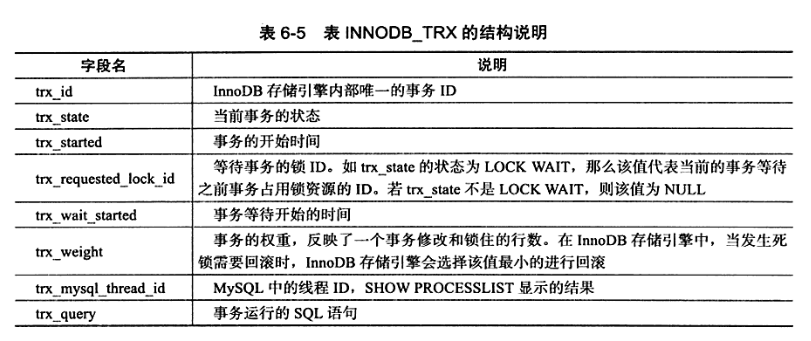 表 6-5 表 INNODB_TRX 的结构说明
字段名 说明
trx_id InnoDB 存储引擎内部唯一的事务 ID
trx_state 当前事务的状态
trx_started 事务的开始时间
trx_requested_lock_id 等待事务的锁 ID。如 trx_state 的状态为 LOCK WAIT，那么该值代表当前的事务等待
之前事务占用锁资源的 ID。若 trx_state 不是 LOCK WAIT，则该值为 NULL
trx_wait_started 事务等待开始的时间
trx_weight 事务的权重，反映了一个事务修改和锁住的行数。在 InnoDB 存储引擎中，当发生死
锁需要回滚时，InnoDB 存储引擎会选择该值最小的进行回滚
trx_mysql_thread_id MySQL 中的线程 ID，SHOW PROCESSLIST 显示的结果
trx_query 事务运行的 SQL 语句